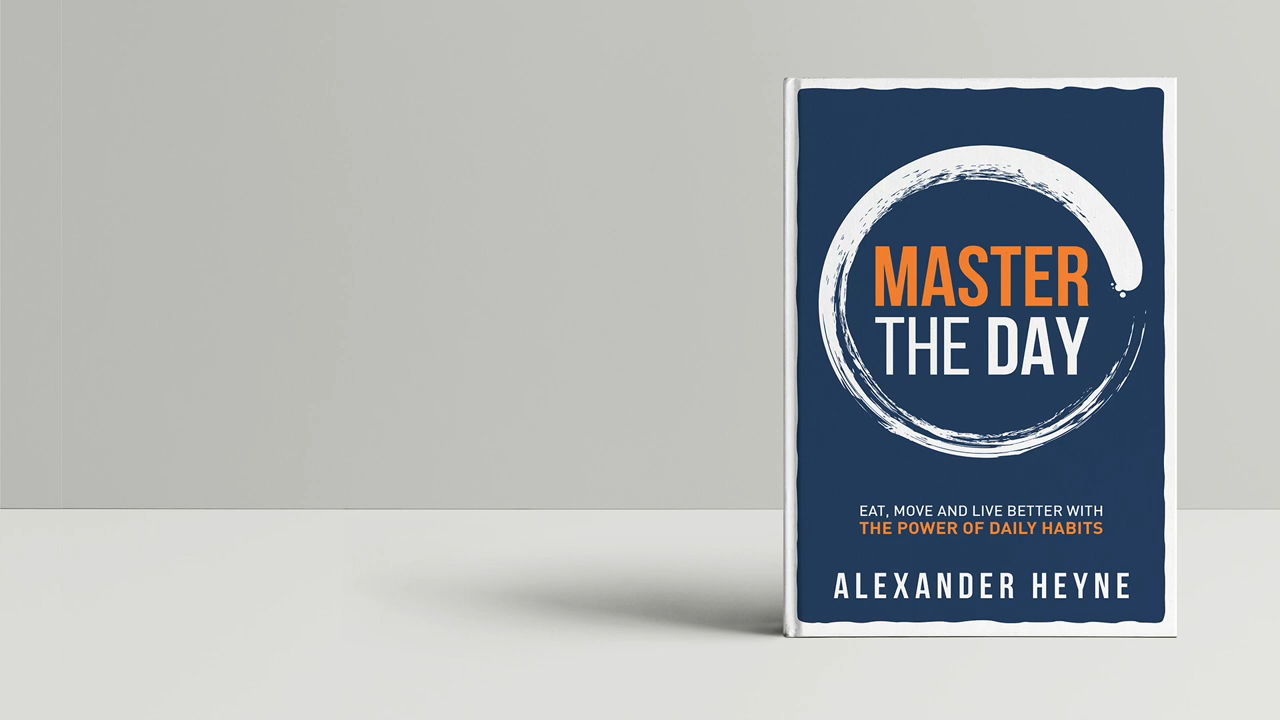 MASTER
THE DAY
EAT, MOVE AND LIVE BETTER WITH
THE POWER OF DAILY HABITS
ALEXANDER HEYNE